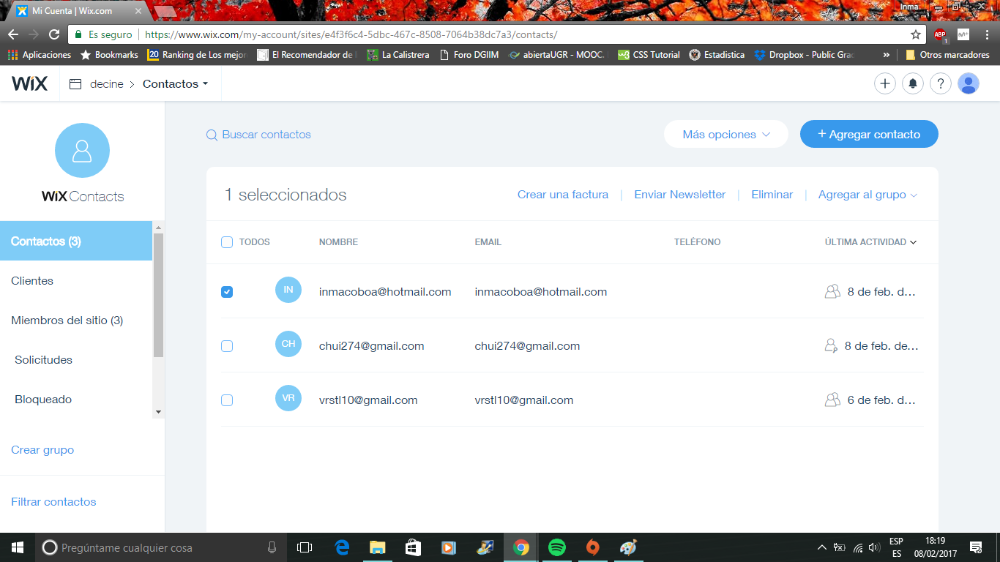 Mi Cuenta | Wix.com
Inma
Es seguro
https://www.wix.com/my-account/sites/e4f3f6c4-5dbc-467c-8508-7064b38dc7a3/contacts/
ABP
1
Aplicaciones
Bookmarks
20
Ranking de Los mejor
El Recomendador de
La Calistrera
Foro DGIIM
abiertaUGR - MOOC.
w3
CSS Tutorial
Estadistica
Dropbox - Public Grac
»
Otros marcadores
WiX
decine > Contactos
?
WiX Contacts
Buscar contactos
Más opciones
+ Agregar contacto
1 seleccionados
Crear una factura | Enviar Newsletter | Eliminar | Agregar al grupo
Contactos (3)
Clientes
Miembros del sitio (3)
Solicitudes
Bloqueado
Crear grupo
Filtrar contactos
TODOS NOMBRE EMAIL TELÉFONO ÚLTIMA ACTIVIDAD
IN inmacoboa@hotmail.com inmacoboa@hotmail.com 8 de feb. d...
CH chui274@gmail.com chui274@gmail.com 8 de feb. de...
VR vrstl10@gmail.com vrstl10@gmail.com 6 de feb. d...
Pregúntame cualquier cosa
ESP
ES
18:19
08/02/2017